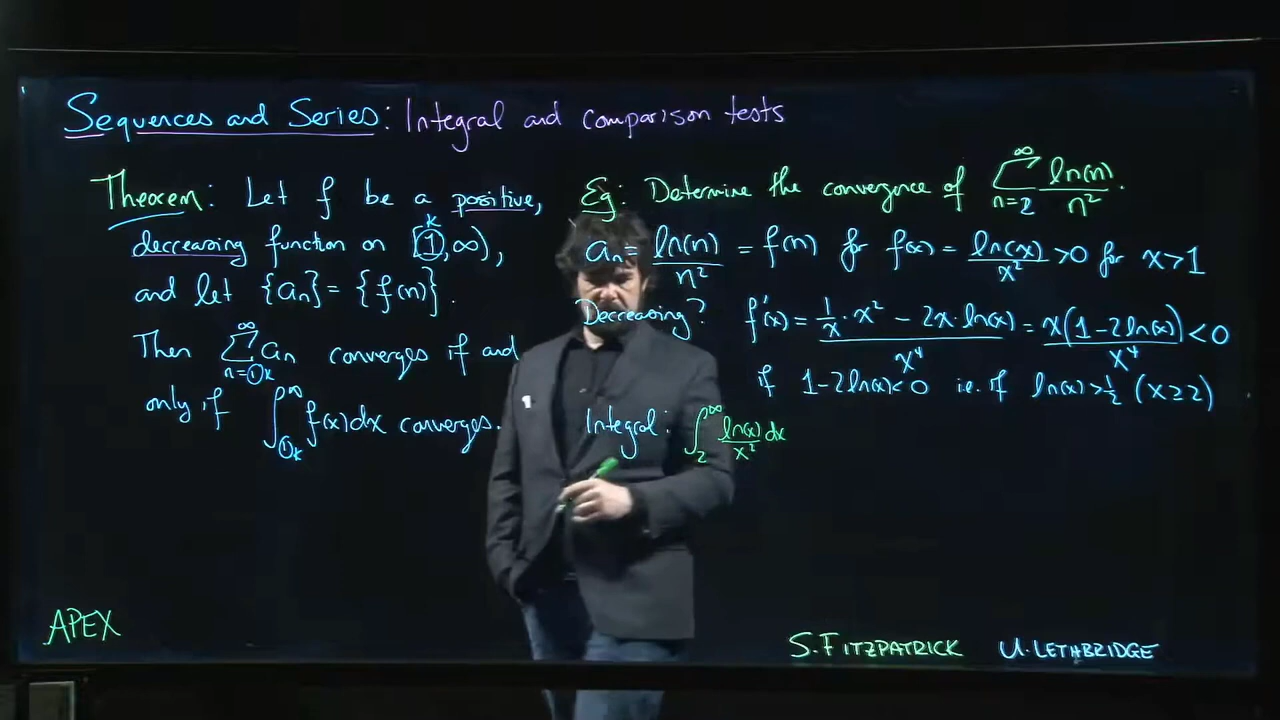 Sequences and Series: Integral and comparison tests
Theorem: Let f be a positive,
decreasing function on [1,∞),
k
and let {aₙ} = {f(n)}.
Then ∑_{n=1k}^{∞} aₙ converges if and
only if ∫_{1k}^{∞} f(x)dx converges.
Eg: Determine the convergence of ∑_{n=2}^{∞} ln(n)/n².
aₙ = ln(n)/n² = f(n) for f(x) = ln(x)/x² > 0 for x>1
Decreasing? f'(x) = (1/x · x² − 2x·ln(x))/x⁴ = x(1−2ln(x))/x⁴ < 0
if 1−2ln(x)<0 i.e. if ln(x)>1/2 (x≥2)
Integral: ∫_{2}^{∞} ln(x)/x² dx
APEX
S. FITZPATRICK U. LETHBRIDGE